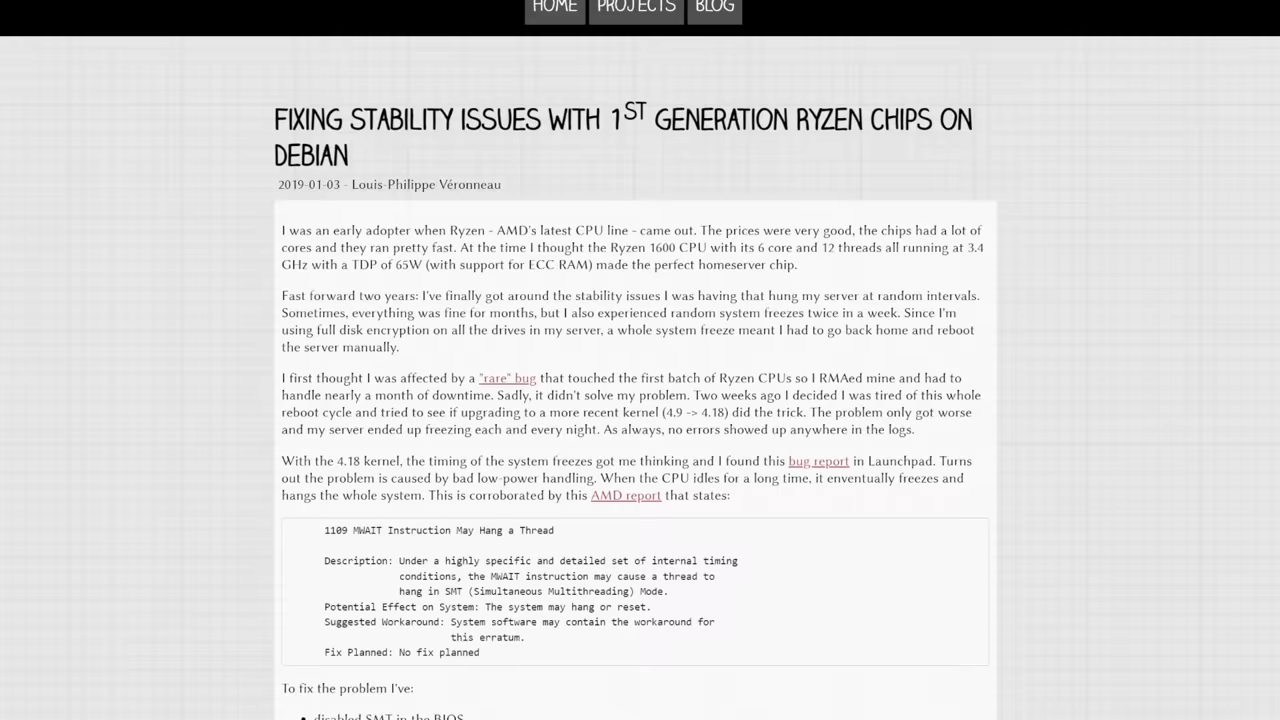 HOME PROJECTS BLOG
FIXING STABILITY ISSUES WITH 1ST GENERATION RYZEN CHIPS ON
DEBIAN
2019-01-03 - Louis-Philippe Véronneau
I was an early adopter when Ryzen - AMD's latest CPU line - came out. The prices were very good, the chips had a lot of
cores and they ran pretty fast. At the time I thought the Ryzen 1600 CPU with its 6 core and 12 threads all running at 3.4
GHz with a TDP of 65W (with support for ECC RAM) made the perfect homeserver chip.
Fast forward two years: I've finally got around the stability issues I was having that hung my server at random intervals.
Sometimes, everything was fine for months, but I also experienced random system freezes twice in a week. Since I'm
using full disk encryption on all the drives in my server, a whole system freeze meant I had to go back home and reboot
the server manually.
I first thought I was affected by a "rare" bug that touched the first batch of Ryzen CPUs so I RMAed mine and had to
handle nearly a month of downtime. Sadly, it didn't solve my problem. Two weeks ago I decided I was tired of this whole
reboot cycle and tried to see if upgrading to a more recent kernel (4.9 -> 4.18) did the trick. The problem only got worse
and my server ended up freezing each and every night. As always, no errors showed up anywhere in the logs.
With the 4.18 kernel, the timing of the system freezes got me thinking and I found this bug report in Launchpad. Turns
out the problem is caused by bad low-power handling. When the CPU idles for a long time, it enventually freezes and
hangs the whole system. This is corroborated by this AMD report that states:
1109 MWAIT Instruction May Hang a Thread
Description: Under a highly specific and detailed set of internal timing
conditions, the MWAIT instruction may cause a thread to
hang in SMT (Simultaneous Multithreading) Mode.
Potential Effect on System: The system may hang or reset.
Suggested Workaround: System software may contain the workaround for
this erratum.
Fix Planned: No fix planned
To fix the problem I've:
• disabled SMT in the BIOS